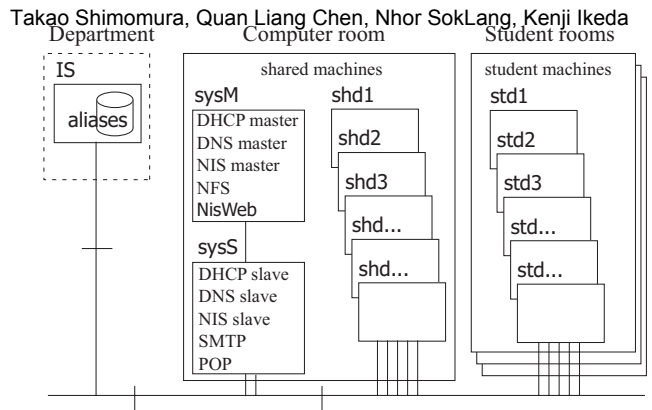 Takao Shimomura, Quan Liang Chen, Nhor SokLang, Kenji Ikeda
Department
Computer room
Student rooms
IS
aliases
shared machines
sysM
DHCP master
DNS master
NIS master
NFS
NisWeb
sysS
DHCP slave
DNS slave
NIS slave
SMTP
POP
shd1
shd2
shd3
shd...
shd...
student machines
std1
std2
std3
std...
std...